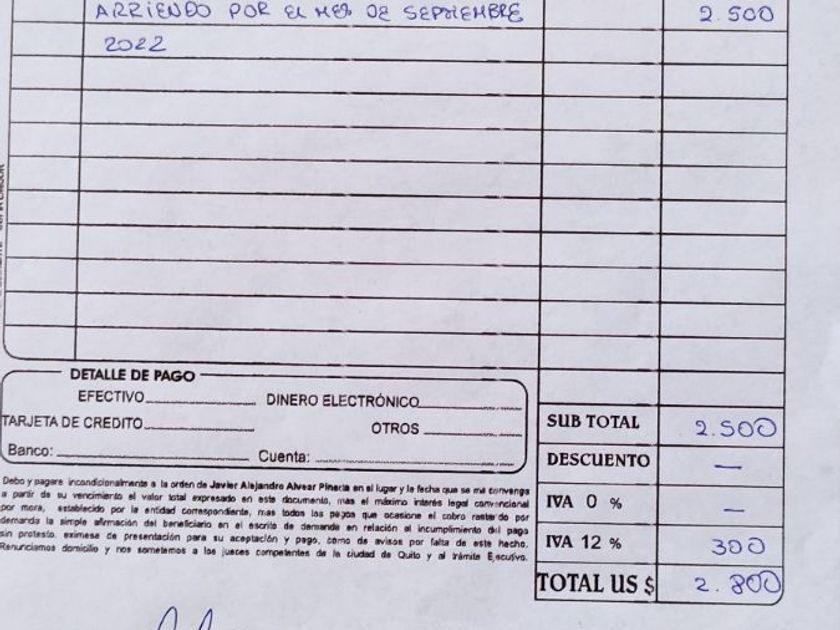 ARRIENDO POR EL MES DE SEPTIEMBRE 2.500
2022
DETALLE DE PAGO
EFECTIVO
DINERO ELECTRÓNICO
TARJETA DE CREDITO
OTROS
Banco:
Cuenta:
SUB TOTAL 2.500
DESCUENTO —
IVA 0 % —
IVA 12 % 300
TOTAL US $ 2.800
Debo y pagare incondicionalmente a la orden de Javier Alejandro Alvear Pinería en el lugar y la fecha que se me convenga
a partir de su vencimiento el valor total expresado en este documento, mas el máximo interés legal convencional
por mora, establecido por la entidad correspondiente, mas todos los pagos que ocasione el cobro bastando por
demanda la simple afirmación del beneficiario en el escrito de demanda en relación al incumplimiento del pago
sin protesto, exímese de presentación para su aceptación y pago, como de avisos por falta de este hecho.
Renunciamos domicilio y nos sometemos a los jueces competentes de la ciudad de Quito y al trámite Ejecutivo.